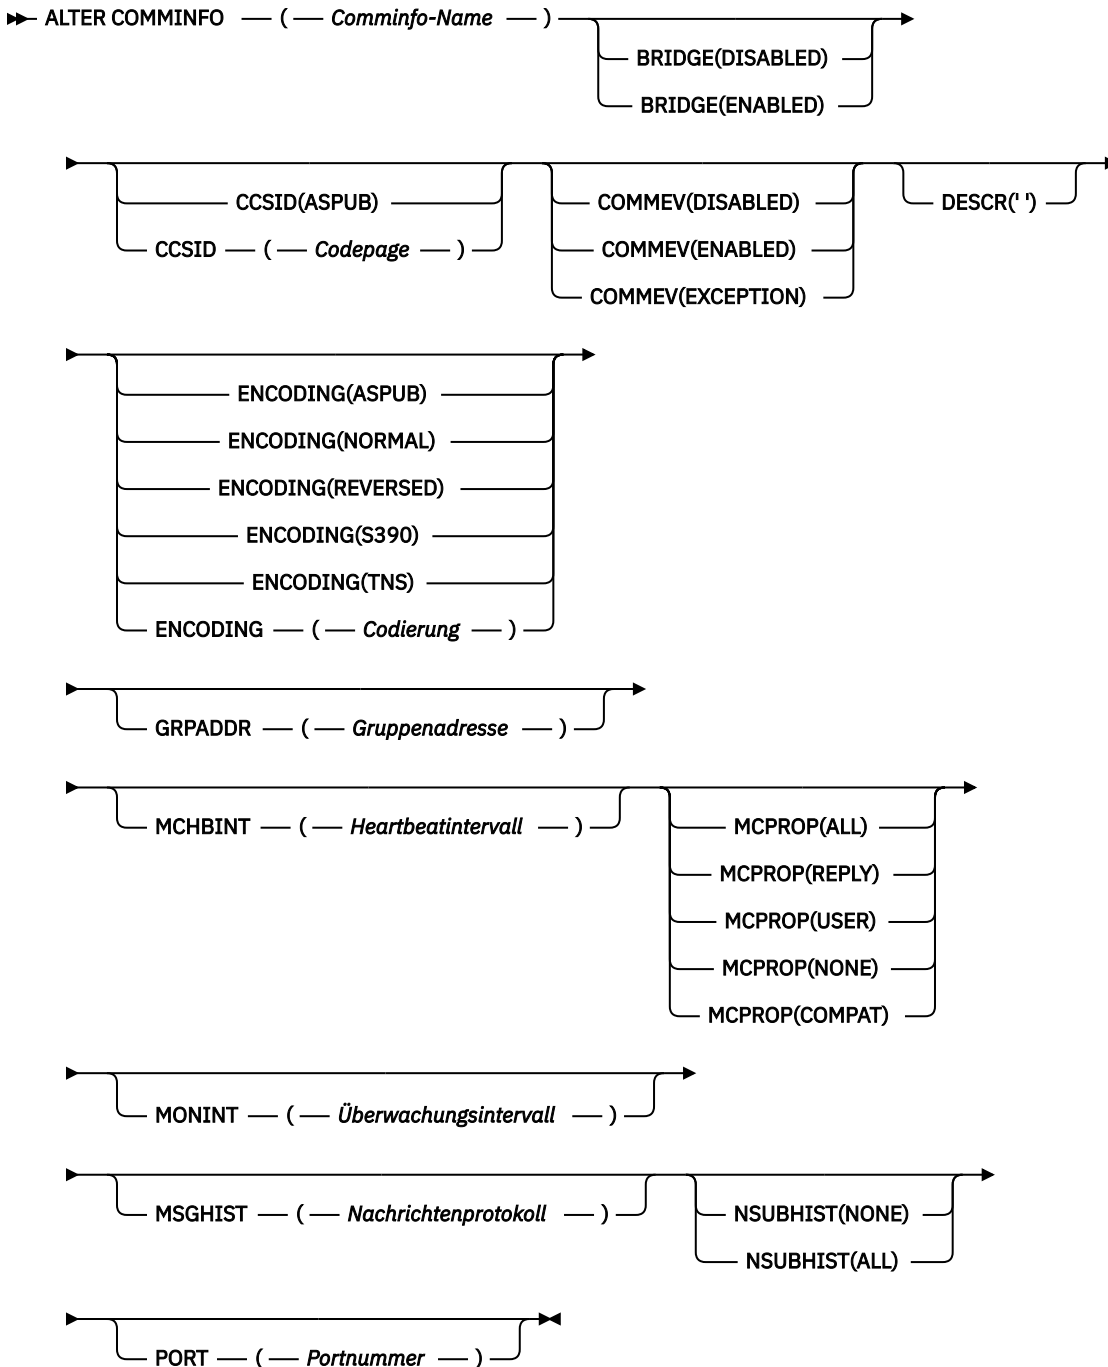 ALTER COMMINFO ( Comminfo-Name )
BRIDGE(DISABLED)
BRIDGE(ENABLED)
CCSID(ASPUB)
CCSID ( Codepage )
COMMEV(DISABLED)
COMMEV(ENABLED)
COMMEV(EXCEPTION)
DESCR(' ')
ENCODING(ASPUB)
ENCODING(NORMAL)
ENCODING(REVERSED)
ENCODING(S390)
ENCODING(TNS)
ENCODING ( Codierung )
GRPADDR ( Gruppenadresse )
MCHBINT ( Heartbeatintervall )
MCPROP(ALL)
MCPROP(REPLY)
MCPROP(USER)
MCPROP(NONE)
MCPROP(COMPAT)
MONINT ( Überwachungsintervall )
MSGHIST ( Nachrichtenprotokoll )
NSUBHIST(NONE)
NSUBHIST(ALL)
PORT ( Portnummer )